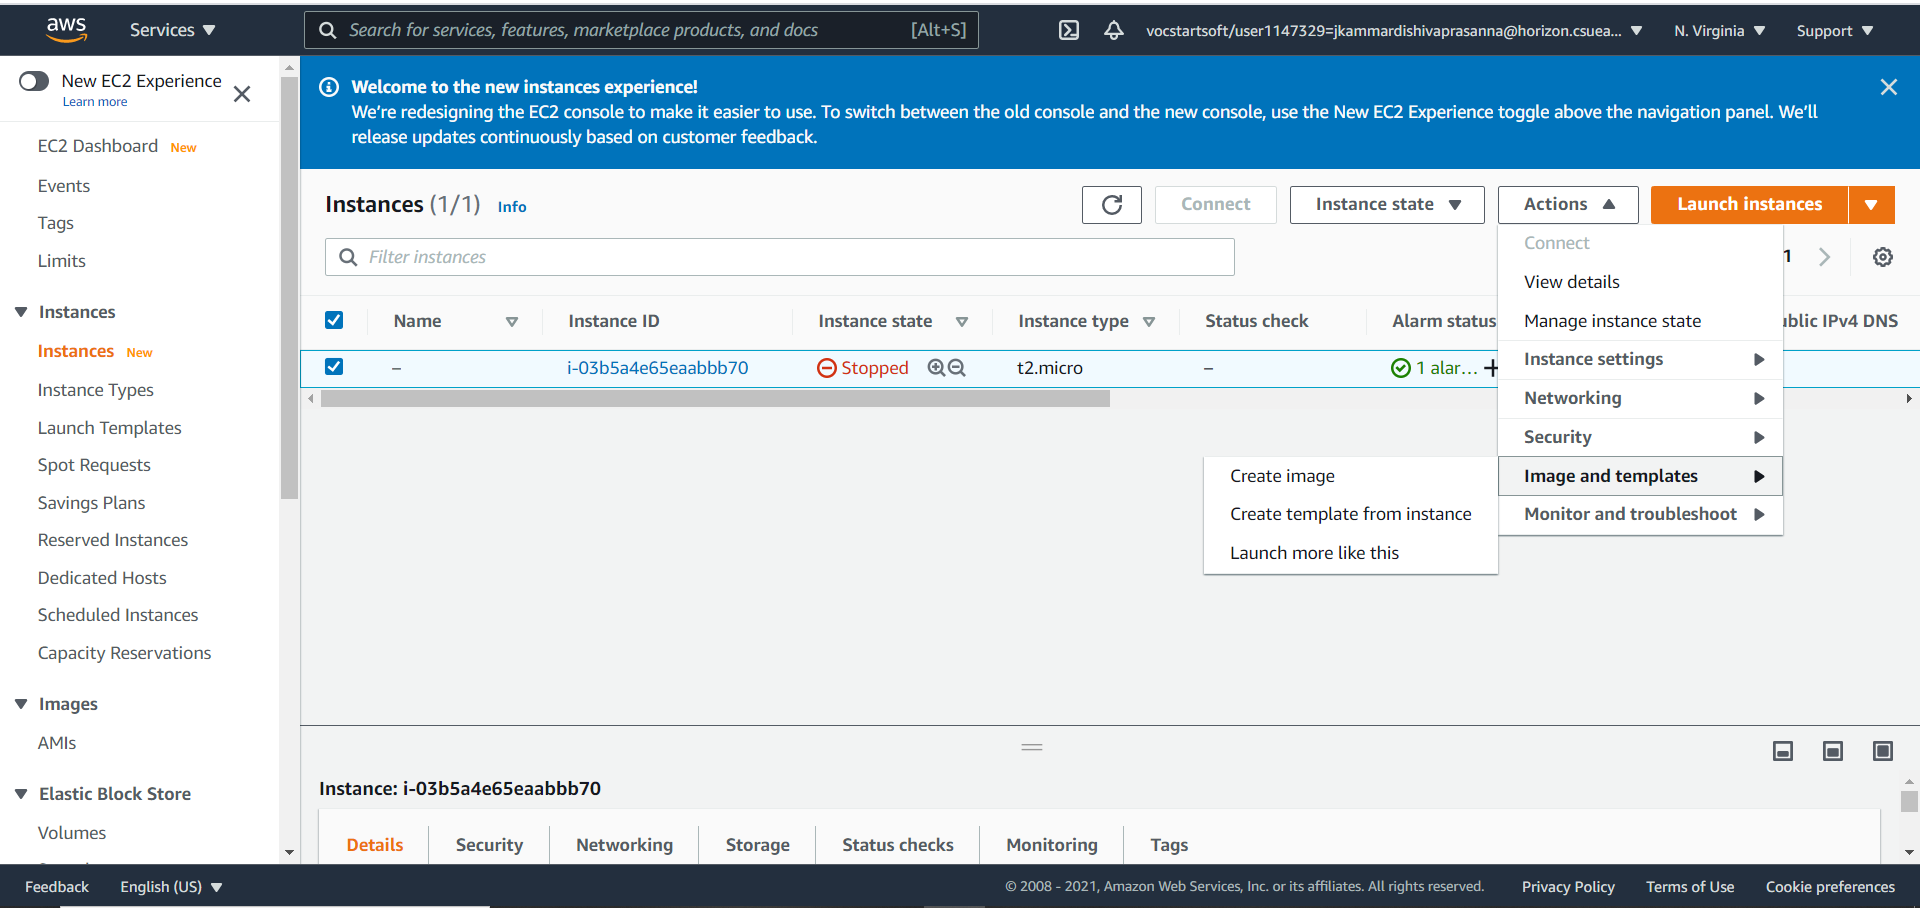 aws
Services
Search for services, features, marketplace products, and docs
[Alt+S]
vocstartsoft/user1147329=jkammardishivaprasanna@horizon.csuea...
N. Virginia
Support
New EC2 Experience
Learn more
EC2 Dashboard New
Events
Tags
Limits
Instances
Instances New
Instance Types
Launch Templates
Spot Requests
Savings Plans
Reserved Instances
Dedicated Hosts
Scheduled Instances
Capacity Reservations
Images
AMIs
Elastic Block Store
Volumes
Welcome to the new instances experience!
We're redesigning the EC2 console to make it easier to use. To switch between the old console and the new console, use the New EC2 Experience toggle above the navigation panel. We'll
release updates continuously based on customer feedback.
Instances (1/1) Info
Connect
Instance state
Actions
Launch instances
Filter instances
1
Name
Instance ID
Instance state
Instance type
Status check
Alarm status
ublic IPv4 DNS
–
i-03b5a4e65eaabbb70
Stopped
t2.micro
–
1 alar...
Connect
View details
Manage instance state
Instance settings
Networking
Security
Image and templates
Monitor and troubleshoot
Create image
Create template from instance
Launch more like this
Instance: i-03b5a4e65eaabbb70
Details
Security
Networking
Storage
Status checks
Monitoring
Tags
Feedback
English (US)
© 2008 - 2021, Amazon Web Services, Inc. or its affiliates. All rights reserved.
Privacy Policy
Terms of Use
Cookie preferences